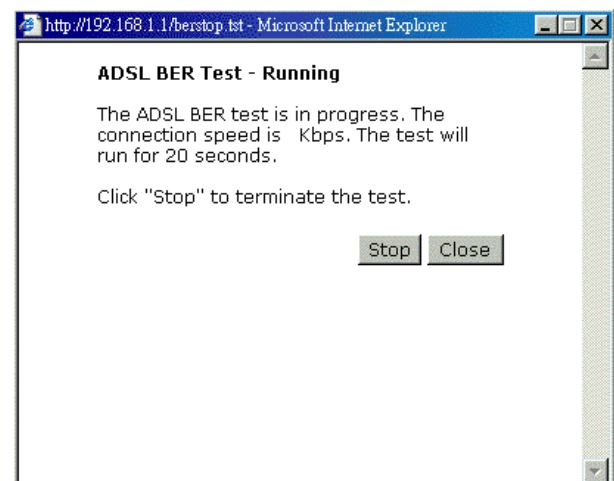 http://192.168.1.1/berstop.tst - Microsoft Internet Explorer
ADSL BER Test - Running
The ADSL BER test is in progress. The
connection speed is   Kbps. The test will
run for 20 seconds.
Click "Stop" to terminate the test.
Stop Close